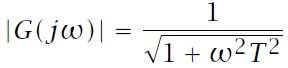 |G(jω)| = 1 / √(1 + ω²T²)